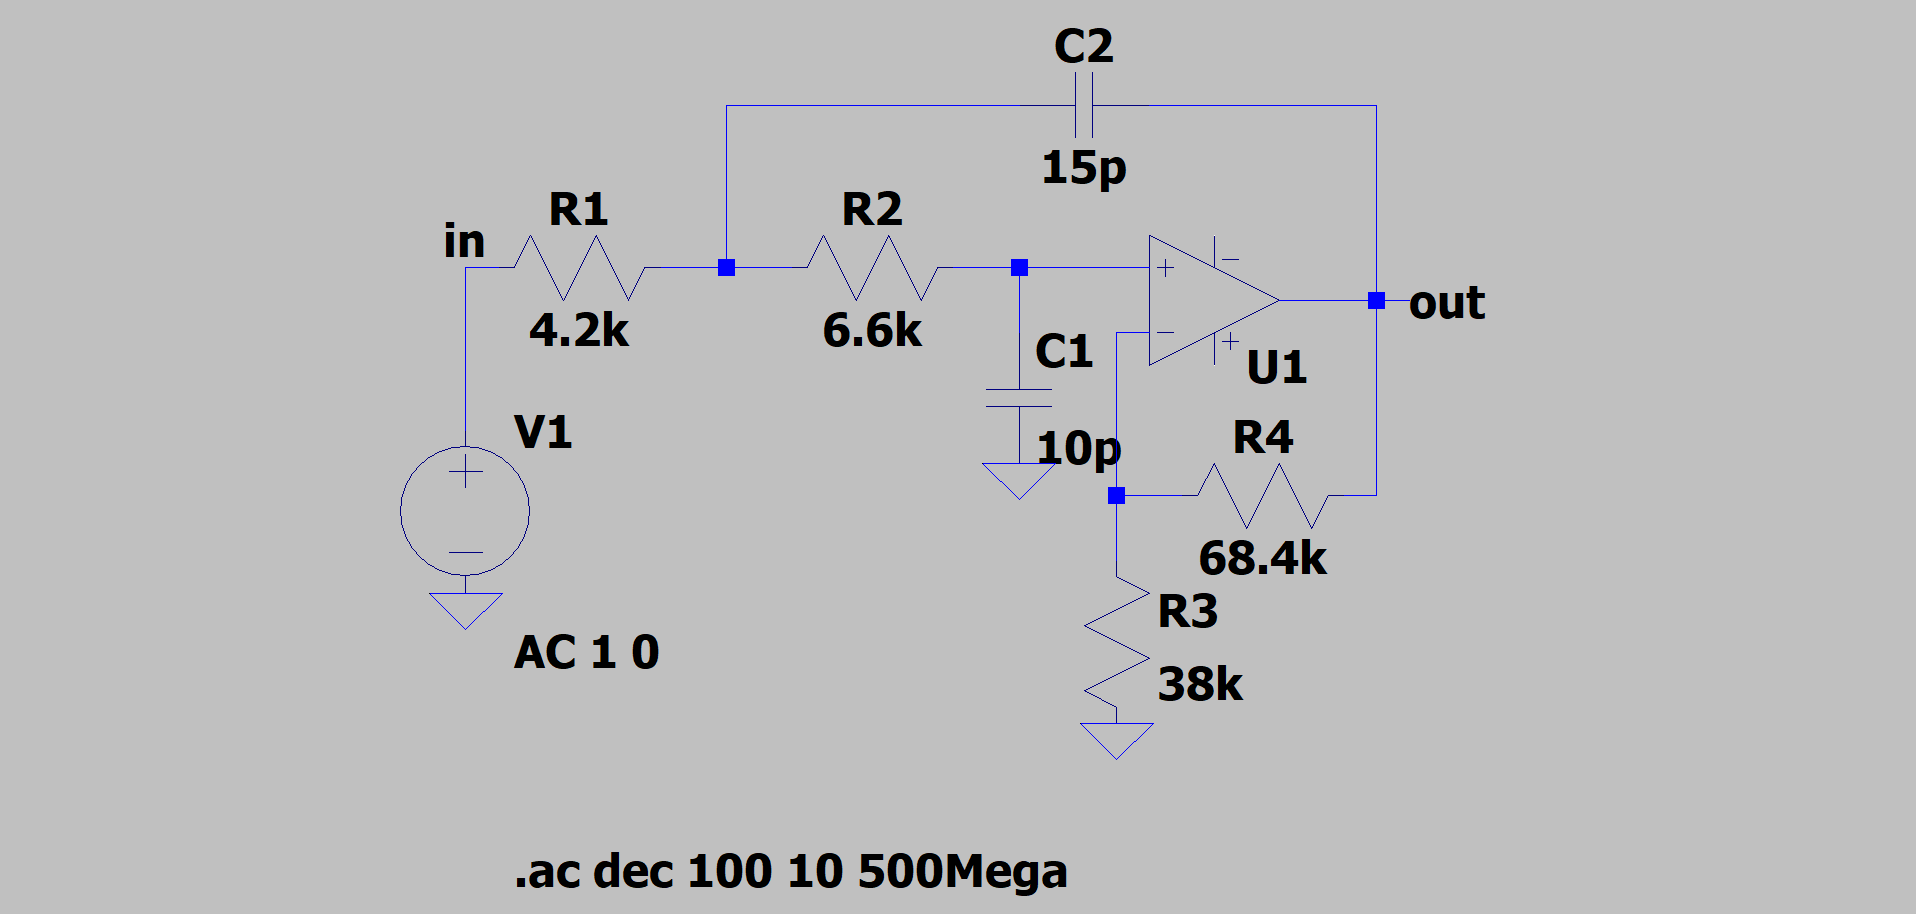 C2
15p
R1
R2
in
4.2k
6.6k
out
C1
U1
10p
V1
R4
68.4k
R3
38k
AC 1 0
.ac dec 100 10 500Mega